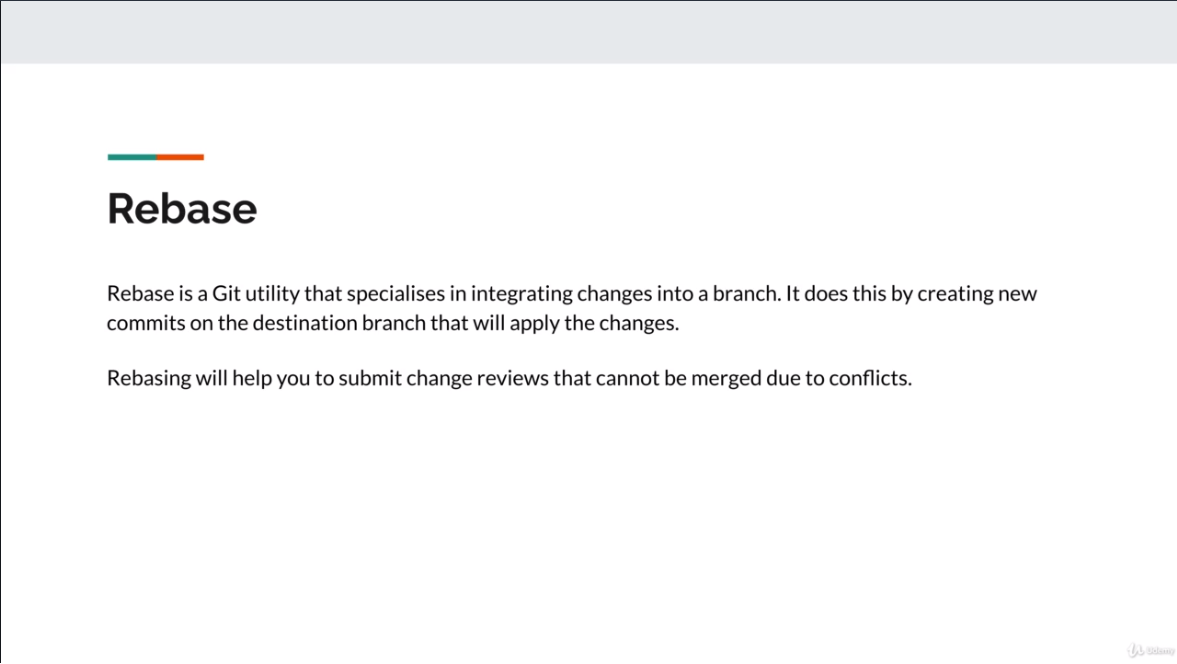 Rebase
Rebase is a Git utility that specialises in integrating changes into a branch. It does this by creating new
commits on the destination branch that will apply the changes.
Rebasing will help you to submit change reviews that cannot be merged due to conflicts.
Udemy